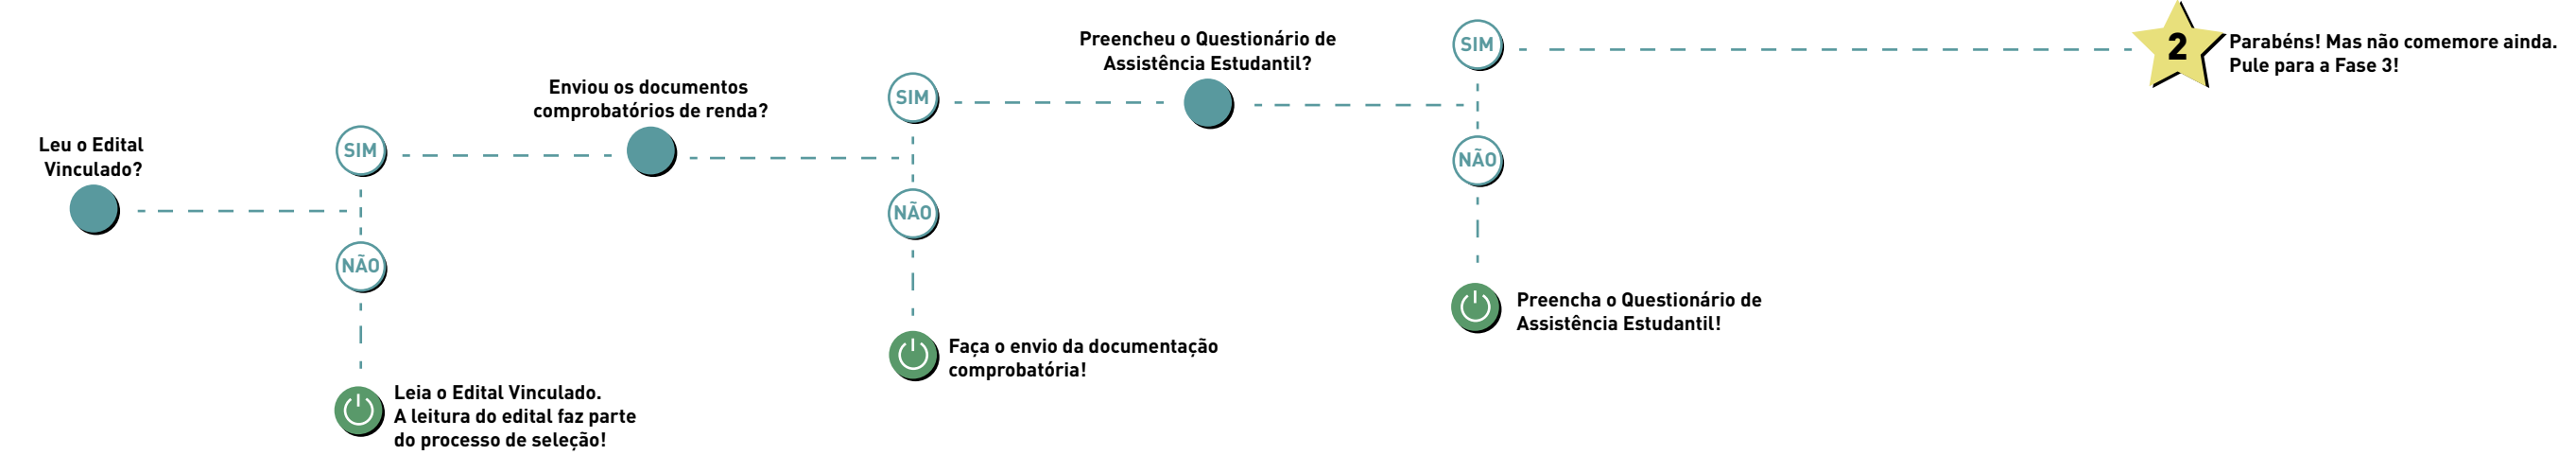 Leu o Edital
Vinculado?
SIM
NÃO
Leia o Edital Vinculado.
A leitura do edital faz parte
do processo de seleção!
Enviou os documentos
comprobatórios de renda?
SIM
NÃO
Faça o envio da documentação
comprobatória!
Preencheu o Questionário de
Assistência Estudantil?
SIM
NÃO
Preencha o Questionário de
Assistência Estudantil!
2
Parabéns! Mas não comemore ainda.
Pule para a Fase 3!